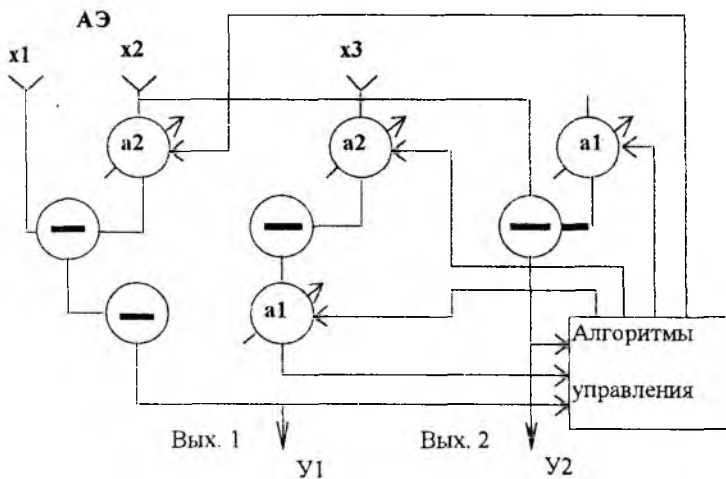 АЭ
x1
x2
x3
a2
a2
a1
a1
Алгоритмы
управления
Вых. 1
Вых. 2
У1
У2